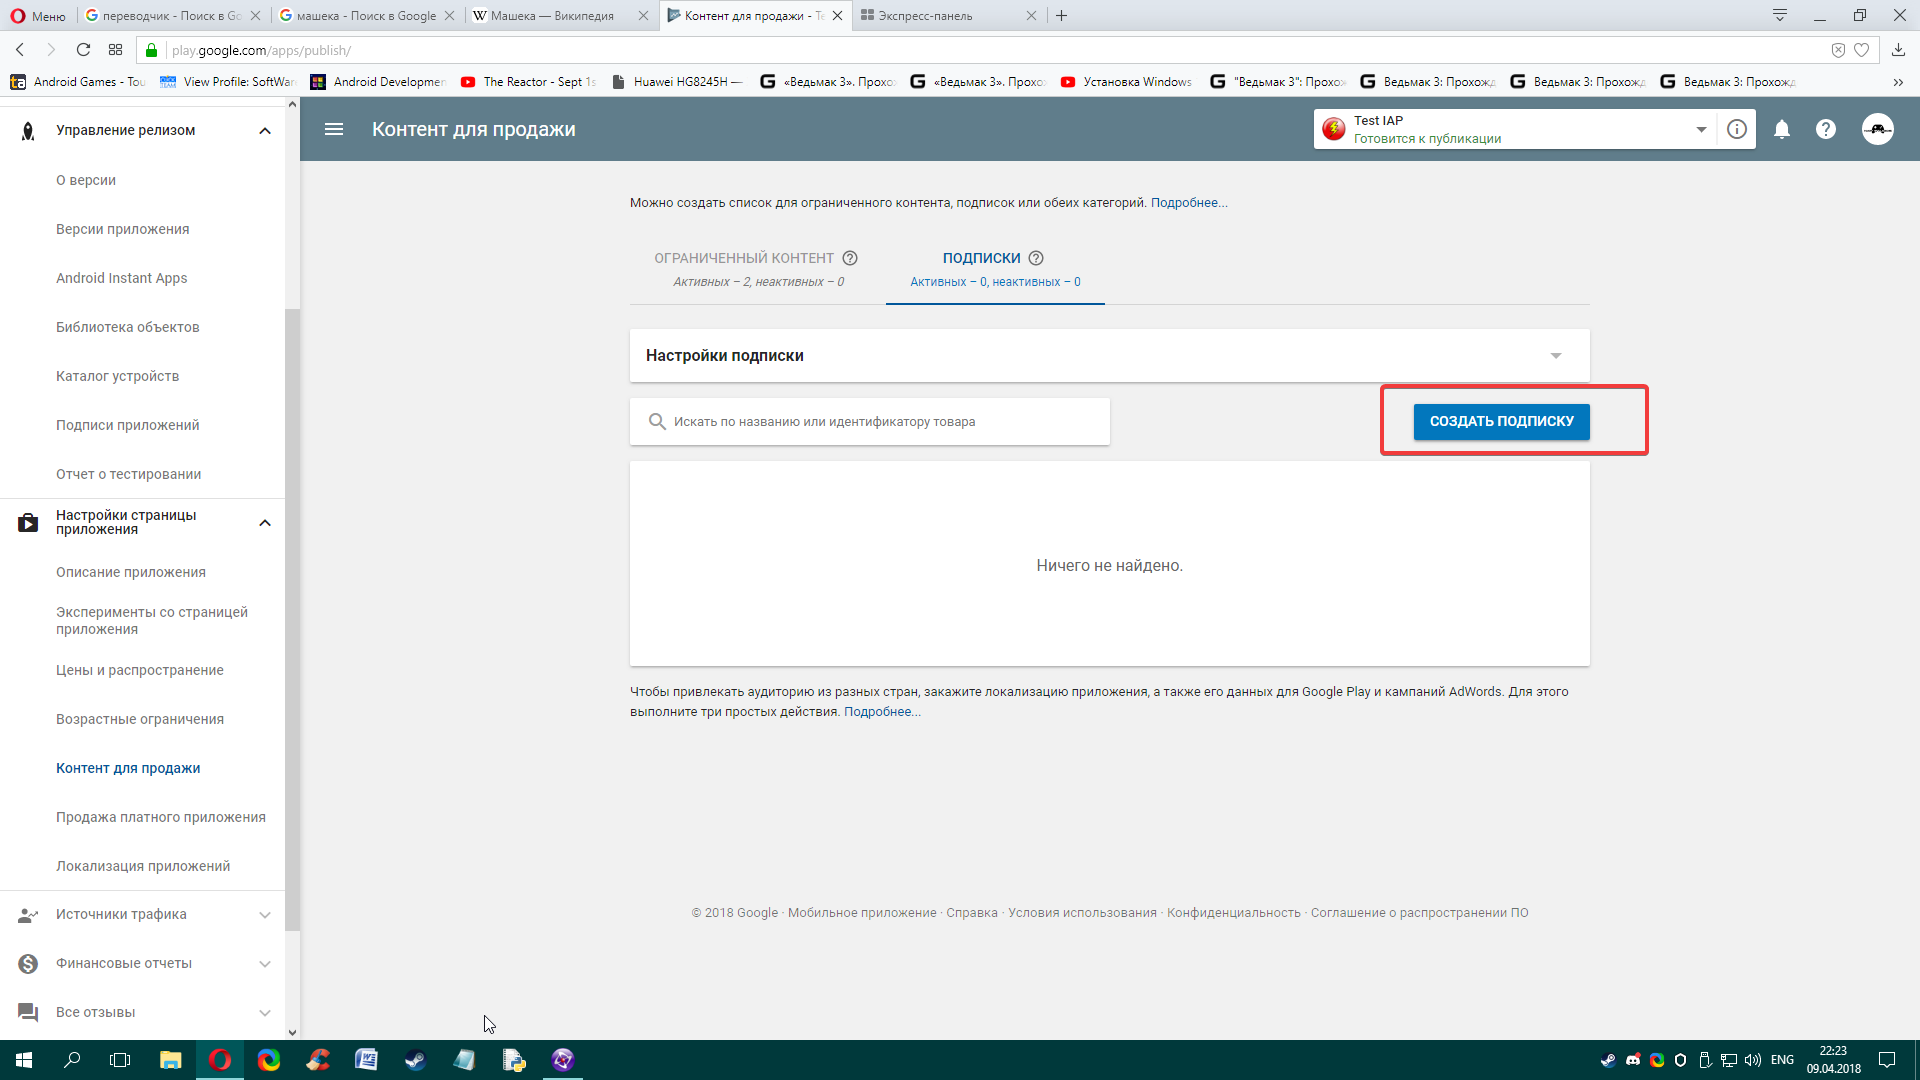 Меню
переводчик - Поиск в Go
машека - Поиск в Google
Машека — Википедия
Контент для продажи - Te
Экспресс-панель
play.google.com/apps/publish/
Android Games - Tou
View Profile: SoftWare
Android Developmen
The Reactor - Sept 1s
Huawei HG8245H —
«Ведьмак 3». Прохо
«Ведьмак 3». Прохо
Установка Windows
"Ведьмак 3": Прохо
Ведьмак 3: Прохожд
Ведьмак 3: Прохожд
Ведьмак 3: Прохожд
Управление релизом
О версии
Версии приложения
Android Instant Apps
Библиотека объектов
Каталог устройств
Подписи приложений
Отчет о тестировании
Настройки страницы
приложения
Описание приложения
Эксперименты со страницей
приложения
Цены и распространение
Возрастные ограничения
Контент для продажи
Продажа платного приложения
Локализация приложений
Источники трафика
Финансовые отчеты
Все отзывы
Контент для продажи
Test IAP
Готовится к публикации
Можно создать список для ограниченного контента, подписок или обеих категорий. Подробнее...
ОГРАНИЧЕННЫЙ КОНТЕНТ
Активных – 2, неактивных – 0
ПОДПИСКИ
Активных – 0, неактивных – 0
Настройки подписки
Искать по названию или идентификатору товара
СОЗДАТЬ ПОДПИСКУ
Ничего не найдено.
Чтобы привлекать аудиторию из разных стран, закажите локализацию приложения, а также его данных для Google Play и кампаний AdWords. Для этого
выполните три простых действия. Подробнее...
© 2018 Google · Мобильное приложение · Справка · Условия использования · Конфиденциальность · Соглашение о распространении ПО
ENG
22:23
09.04.2018